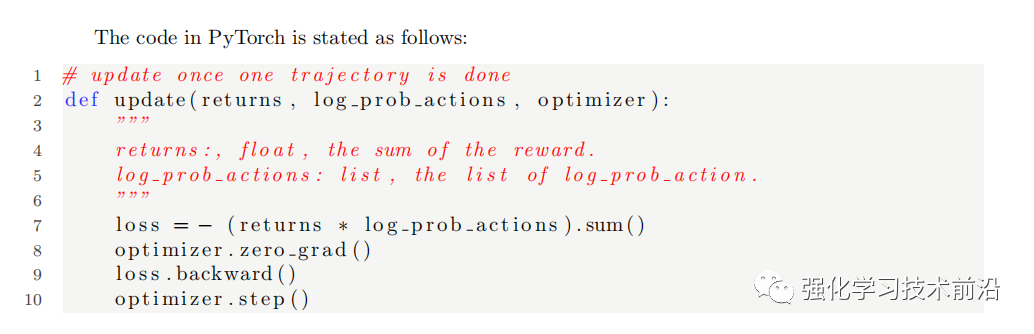 The code in PyTorch is stated as follows:
1 # update once one trajectory is done
2 def update(returns, log_prob_actions, optimizer):
3 """
4 returns:, float, the sum of the reward.
5 log_prob_actions: list, the list of log_prob_action.
6 """
7 loss = - (returns * log_prob_actions).sum()
8 optimizer.zero_grad()
9 loss.backward()
10 optimizer.step()
强化学习技术前沿